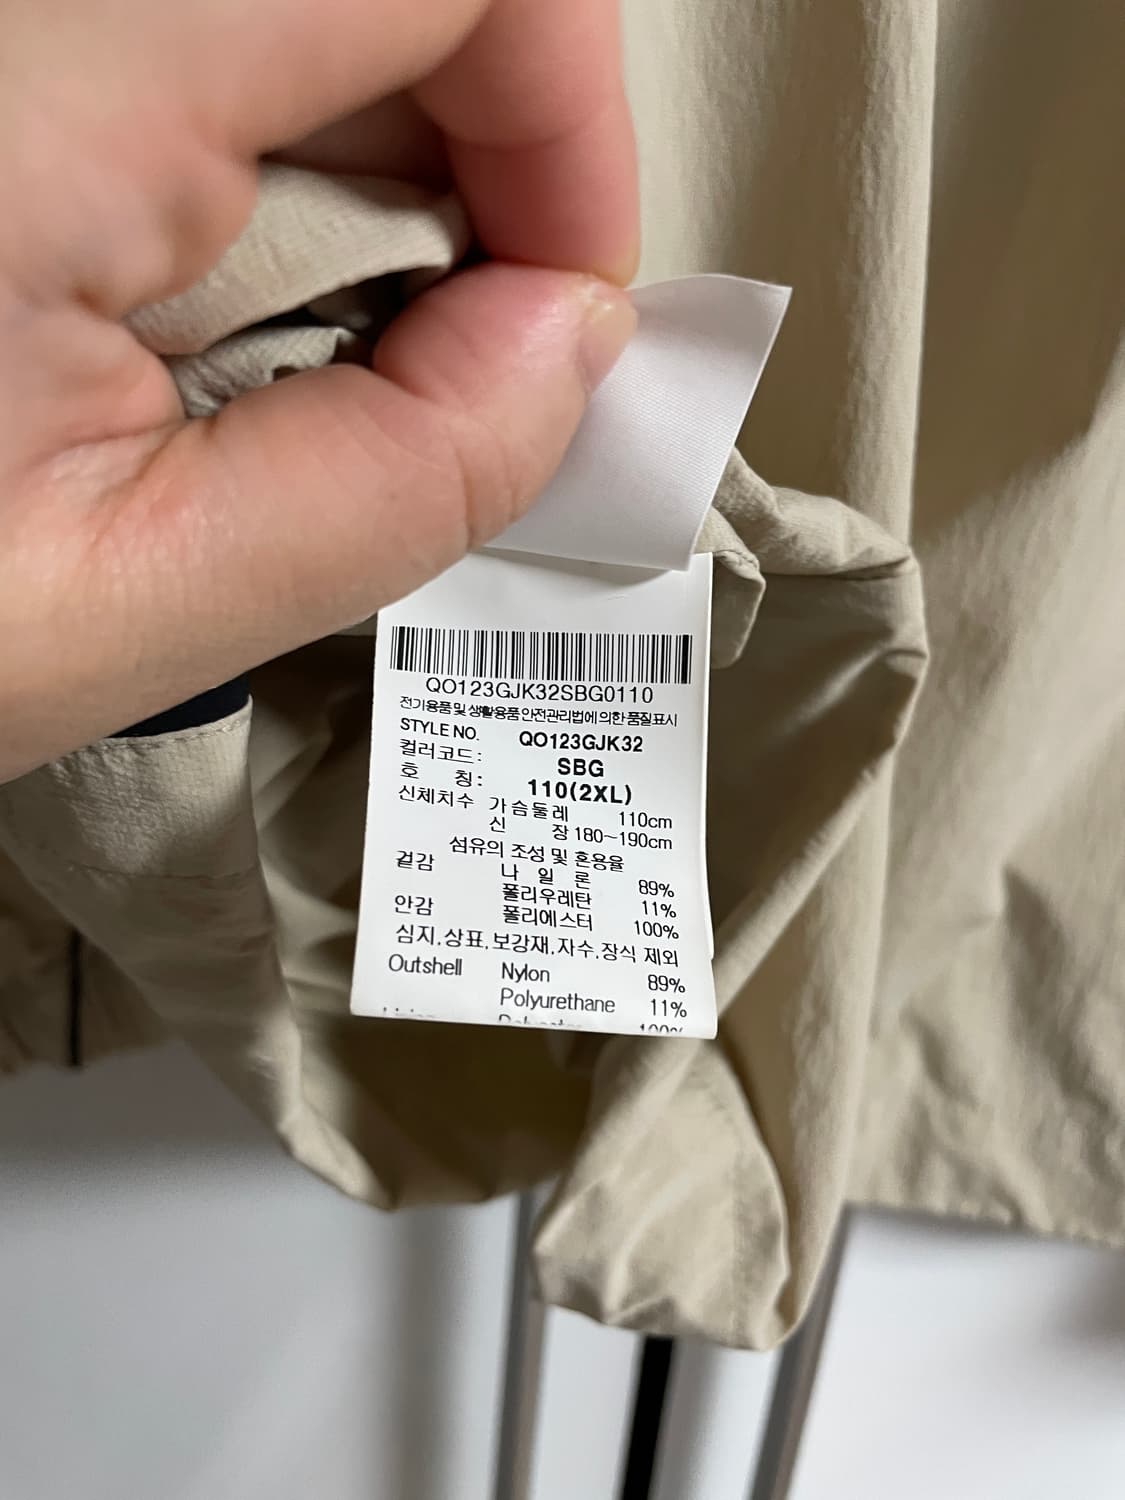 QO123GJK32SBG0110
전기용품 및 생활용품 안전관리법에 의한 품질표시
STYLE NO. QO123GJK32
컬러코드: SBG
호 칭: 110(2XL)
신체치수 가슴둘레 110cm
신 장 180~190cm
섬유의 조성 및 혼용율
겉감 나 일 론 89%
폴리우레탄 11%
안감 폴리에스터 100%
심지.상표.보강재.자수.장식 제외
Outshell Nylon 89%
Polyurethane 11%